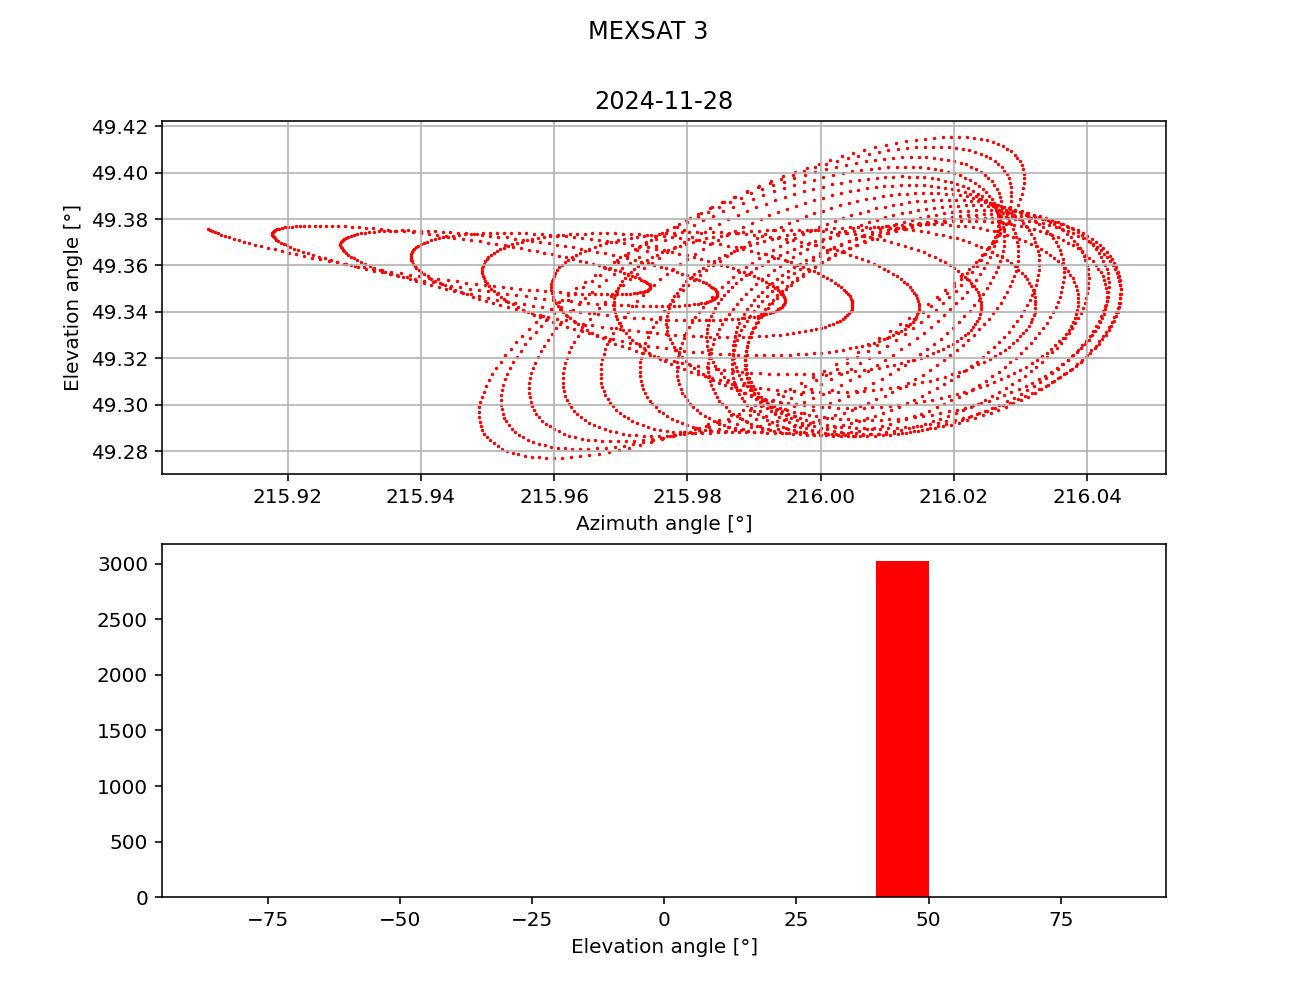 MEXSAT 3
2024-11-28
49.42
49.40
49.38
49.36
49.34
49.32
49.30
49.28
Elevation angle [°]
215.92 215.94 215.96 215.98 216.00 216.02 216.04
Azimuth angle [°]
3000
2500
2000
1500
1000
500
0
−75 −50 −25 0 25 50 75
Elevation angle [°]